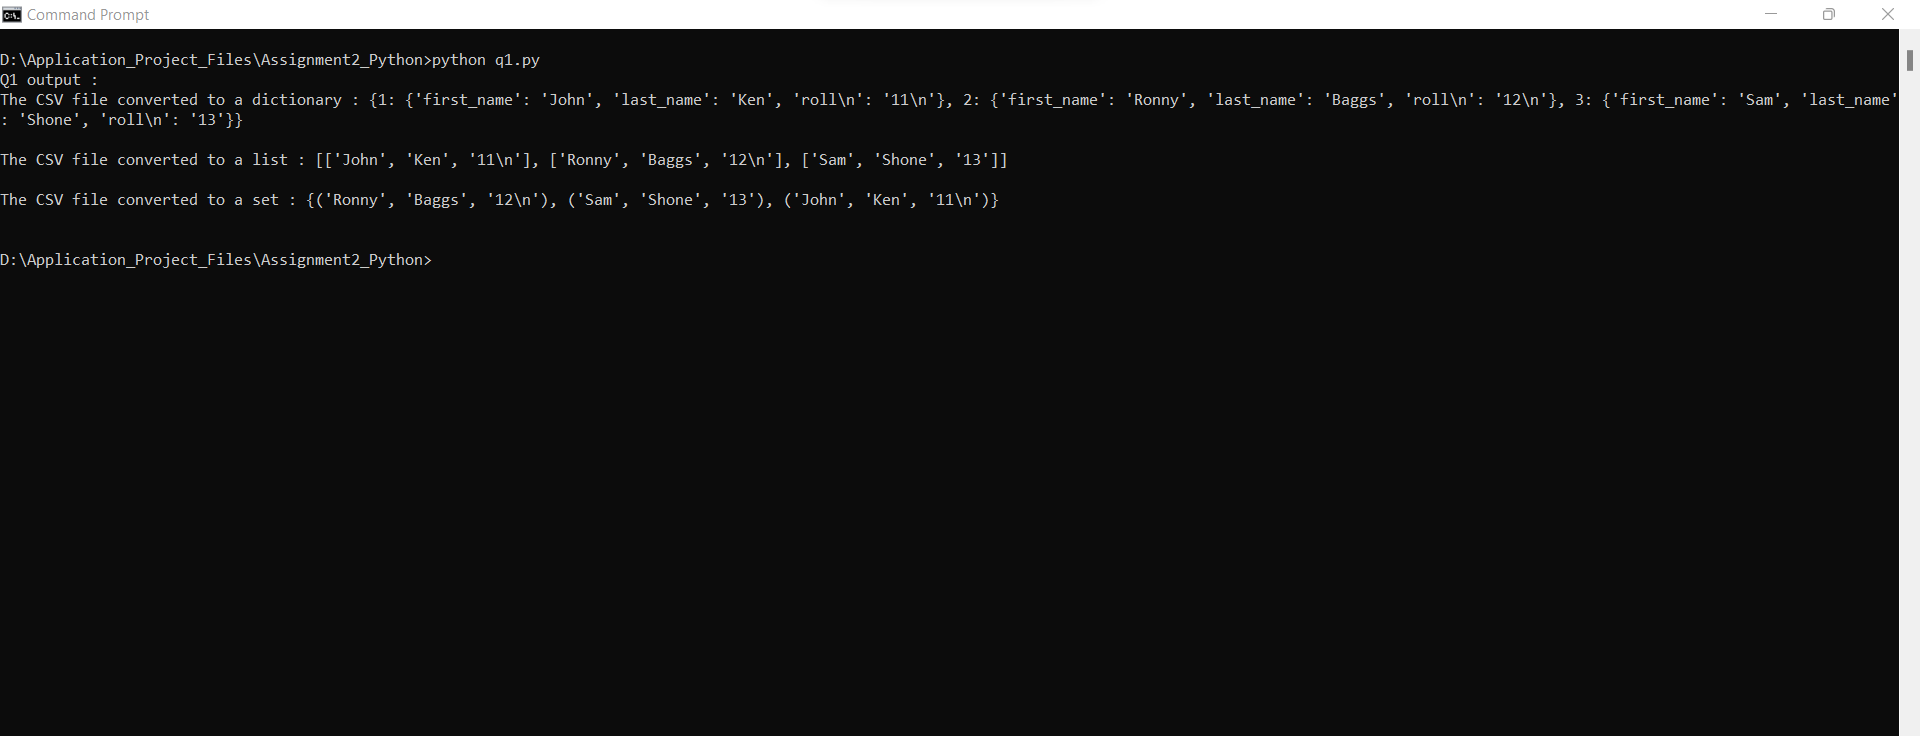 Command Prompt
D:\Application_Project_Files\Assignment2_Python>python q1.py
Q1 output :
The CSV file converted to a dictionary : {1: {'first_name': 'John', 'last_name': 'Ken', 'roll\n': '11\n'}, 2: {'first_name': 'Ronny', 'last_name': 'Baggs', 'roll\n': '12\n'}, 3: {'first_name': 'Sam', 'last_name'
: 'Shone', 'roll\n': '13'}}
The CSV file converted to a list : [['John', 'Ken', '11\n'], ['Ronny', 'Baggs', '12\n'], ['Sam', 'Shone', '13']]
The CSV file converted to a set : {('Ronny', 'Baggs', '12\n'), ('Sam', 'Shone', '13'), ('John', 'Ken', '11\n')}
D:\Application_Project_Files\Assignment2_Python>